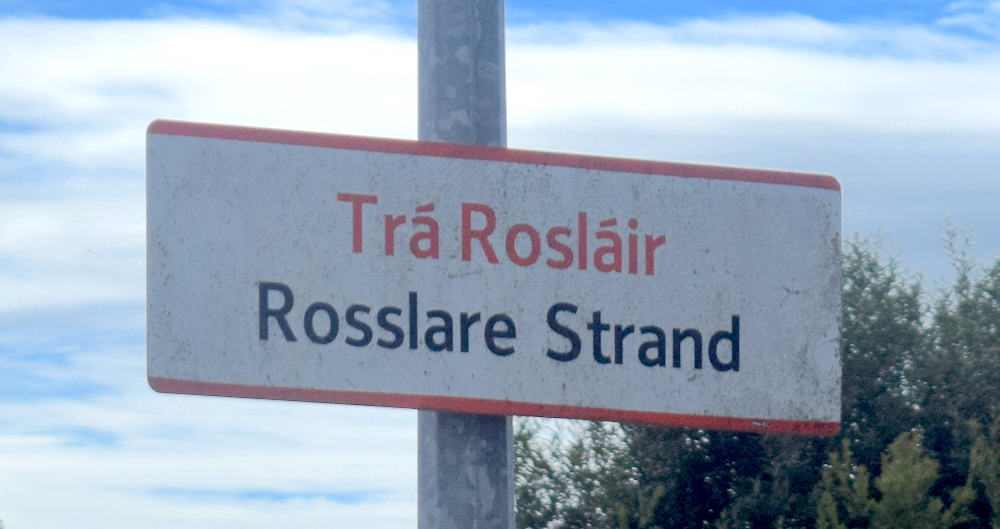 Trá Rosláir
Rosslare Strand